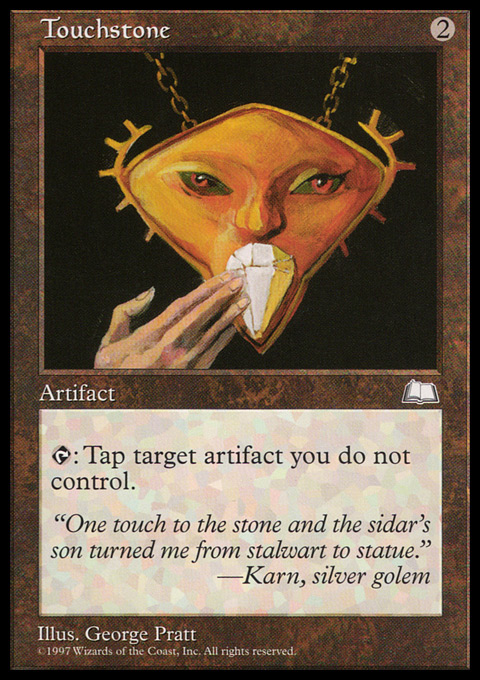 Touchstone 2
Artifact
: Tap target artifact you do not
control.
“One touch to the stone and the sidar’s
son turned me from stalwart to statue.”
—Karn, silver golem
Illus. George Pratt
©1997 Wizards of the Coast, Inc. All rights reserved.